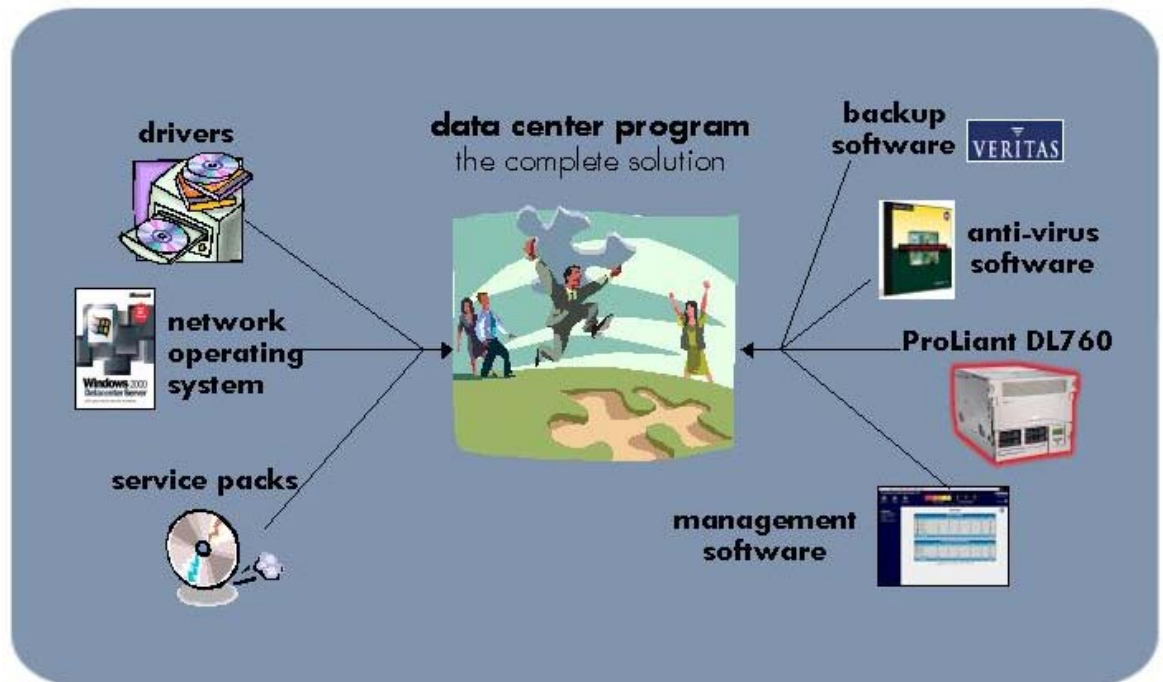 drivers
data center program
the complete solution
backup
software
VERITAS
anti-virus
software
network
operating
system
Microsoft
Windows 2000
Datacenter Server
ProLiant DL760
service packs
management
software